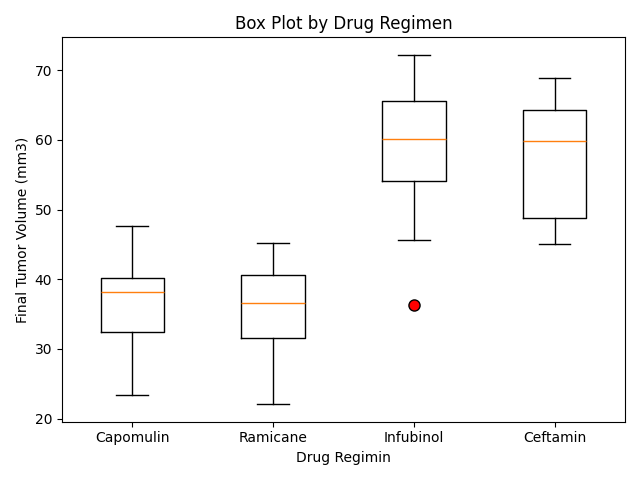 Box Plot by Drug Regimen
Final Tumor Volume (mm3)
70
60
50
40
30
20
Capomulin Ramicane Infubinol Ceftamin
Drug Regimin